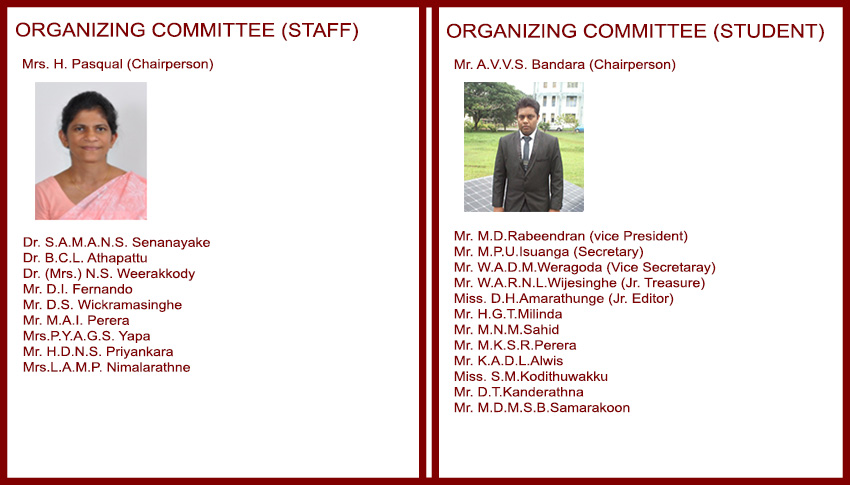 ORGANIZING COMMITTEE (STAFF)
Mrs. H. Pasqual (Chairperson)
Dr. S.A.M.A.N.S. Senanayake
Dr. B.C.L. Athapattu
Dr. (Mrs.) N.S. Weerakkody
Mr. D.I. Fernando
Mr. D.S. Wickramasinghe
Mr. M.A.I. Perera
Mrs.P.Y.A.G.S. Yapa
Mr. H.D.N.S. Priyankara
Mrs.L.A.M.P. Nimalarathne
ORGANIZING COMMITTEE (STUDENT)
Mr. A.V.V.S. Bandara (Chairperson)
Mr. M.D.Rabeendran (vice President)
Mr. M.P.U.Isuanga (Secretary)
Mr. W.A.D.M.Weragoda (Vice Secretaray)
Mr. W.A.R.N.L.Wijesinghe (Jr. Treasure)
Miss. D.H.Amarathunge (Jr. Editor)
Mr. H.G.T.Milinda
Mr. M.N.M.Sahid
Mr. M.K.S.R.Perera
Mr. K.A.D.L.Alwis
Miss. S.M.Kodithuwakku
Mr. D.T.Kanderathna
Mr. M.D.M.S.B.Samarakoon